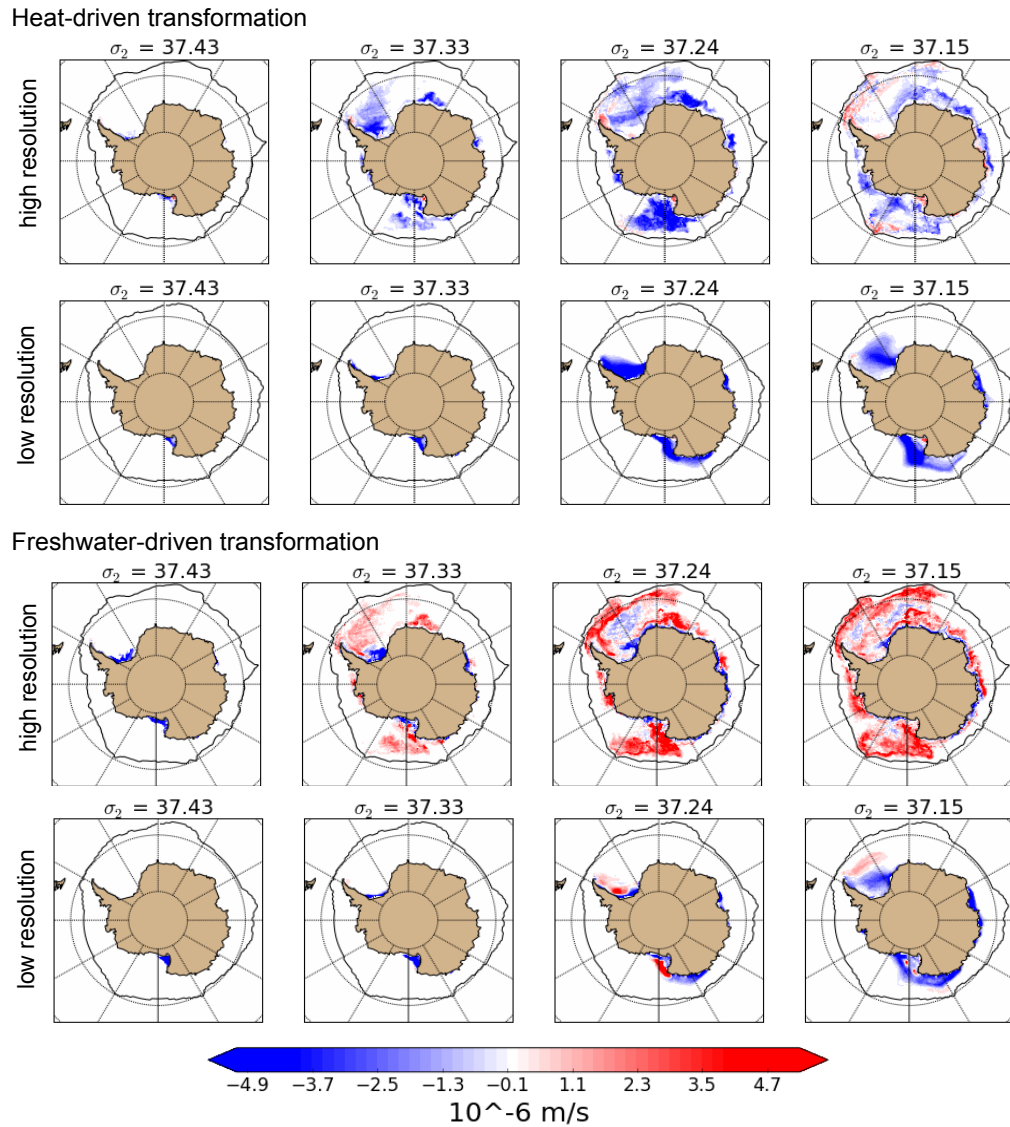 Heat-driven transformation
σ₂ = 37.43 σ₂ = 37.33 σ₂ = 37.24 σ₂ = 37.15
high resolution
σ₂ = 37.43 σ₂ = 37.33 σ₂ = 37.24 σ₂ = 37.15
low resolution
Freshwater-driven transformation
σ₂ = 37.43 σ₂ = 37.33 σ₂ = 37.24 σ₂ = 37.15
high resolution
σ₂ = 37.43 σ₂ = 37.33 σ₂ = 37.24 σ₂ = 37.15
low resolution
−4.9 −3.7 −2.5 −1.3 −0.1 1.1 2.3 3.5 4.7
10^-6 m/s